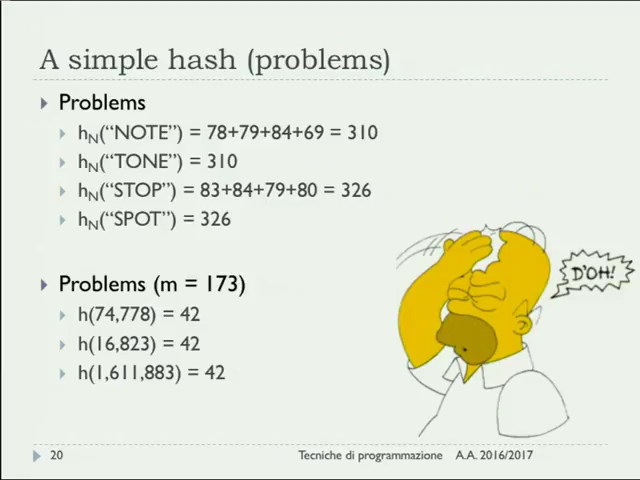 A simple hash (problems)
Problems
hN(“NOTE”) = 78+79+84+69 = 310
hN(“TONE”) = 310
hN(“STOP”) = 83+84+79+80 = 326
hN(“SPOT”) = 326
Problems (m = 173)
h(74,778) = 42
h(16,823) = 42
h(1,611,883) = 42
D'OH!
20 Tecniche di programmazione A.A. 2016/2017